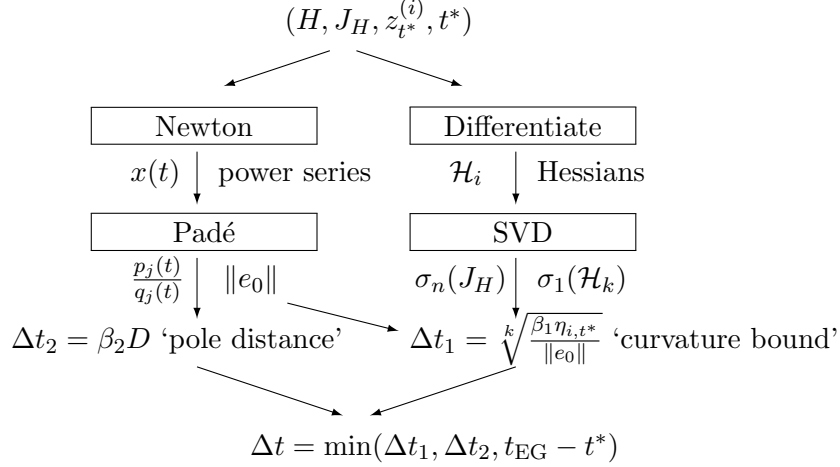 (H, J_H, z_{t*}^{(i)}, t*)
Newton Differentiate
x(t) power series ℋ_i Hessians
Padé SVD
p_j(t)/q_j(t) ‖e_0‖ σ_n(J_H) σ_1(ℋ_k)
Δt_2 = β_2 D ‘pole distance’ Δt_1 = \sqrt[k]{β_1 η_{i,t*} / ‖e_0‖} ‘curvature bound’
Δt = min(Δt_1, Δt_2, t_EG − t*)